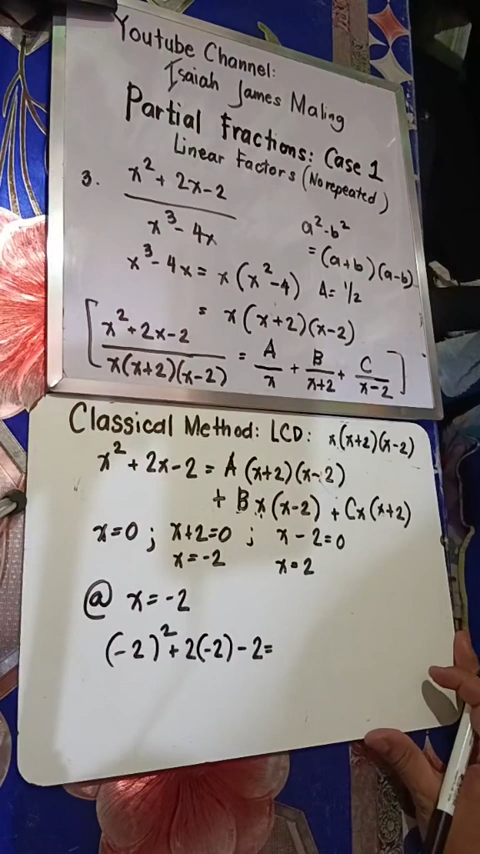 Youtube Channel:
Isaiah James Maling
Partial Fractions: Case 1
Linear Factors (No repeated)
3. x²+2x-2 / x³-4x
a²-b²
=(a+b)(a-b)
x³-4x = x(x²-4) A=1/2
= x(x+2)(x-2)
[x²+2x-2 / x(x+2)(x-2) = A/x + B/x+2 + C/x-2]
Classical Method: LCD: x(x+2)(x-2)
x²+2x-2 = A(x+2)(x-2)
+ Bx(x-2) + Cx(x+2)
x=0 ; x+2=0 ; x-2=0
x=-2 x=2
@ x=-2
(-2)²+2(-2)-2=